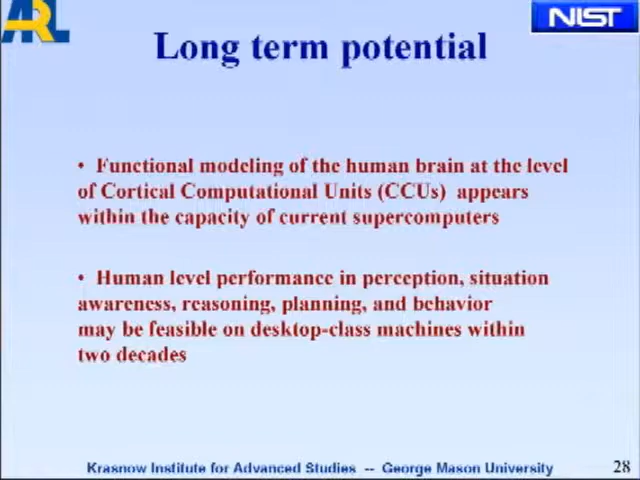 ARL
NIST
Long term potential
• Functional modeling of the human brain at the level
of Cortical Computational Units (CCUs) appears
within the capacity of current supercomputers
• Human level performance in perception, situation
awareness, reasoning, planning, and behavior
may be feasible on desktop-class machines within
two decades
Krasnow Institute for Advanced Studies -- George Mason University
28